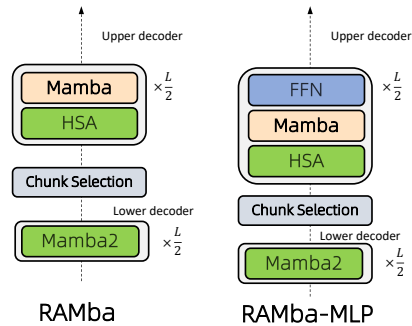 Upper decoder
Mamba
HSA
× L/2
Chunk Selection
Lower decoder
Mamba2
× L/2
RAMba
Upper decoder
FFN
Mamba
HSA
× L/2
Chunk Selection
Lower decoder
Mamba2
× L/2
RAMba-MLP